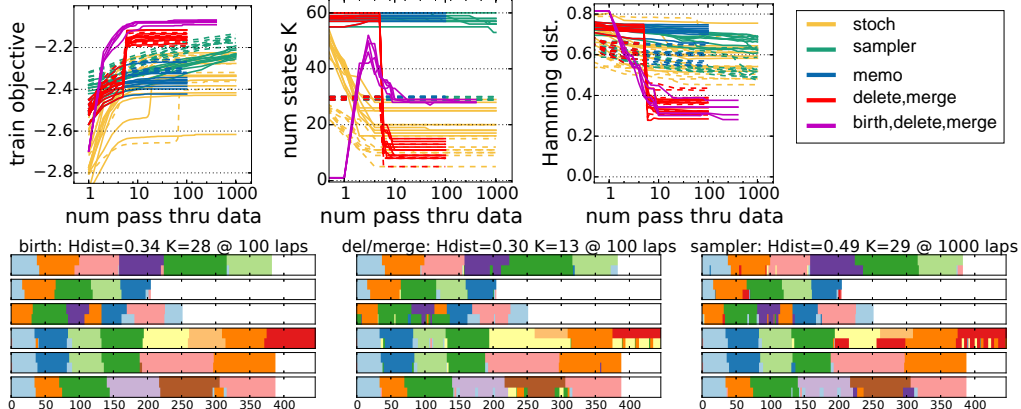 train objective
−2.2
−2.4
−2.6
−2.8
1 10 100 1000
num pass thru data
num states K
60
40
20
0
1 10 100 1000
num pass thru data
Hamming dist.
0.8
0.6
0.4
0.2
0.0
1 10 100 1000
num pass thru data
stoch
sampler
memo
delete,merge
birth,delete,merge
birth: Hdist=0.34 K=28 @ 100 laps
0 50 100 150 200 250 300 350 400
del/merge: Hdist=0.30 K=13 @ 100 laps
0 50 100 150 200 250 300 350 400
sampler: Hdist=0.49 K=29 @ 1000 laps
0 50 100 150 200 250 300 350 400